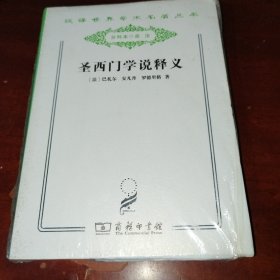 汉译世界学术名著丛书
圣西门学说释义
〔法〕巴札尔 安凡丹 罗德里格 著
商务印书馆
The Commercial Press